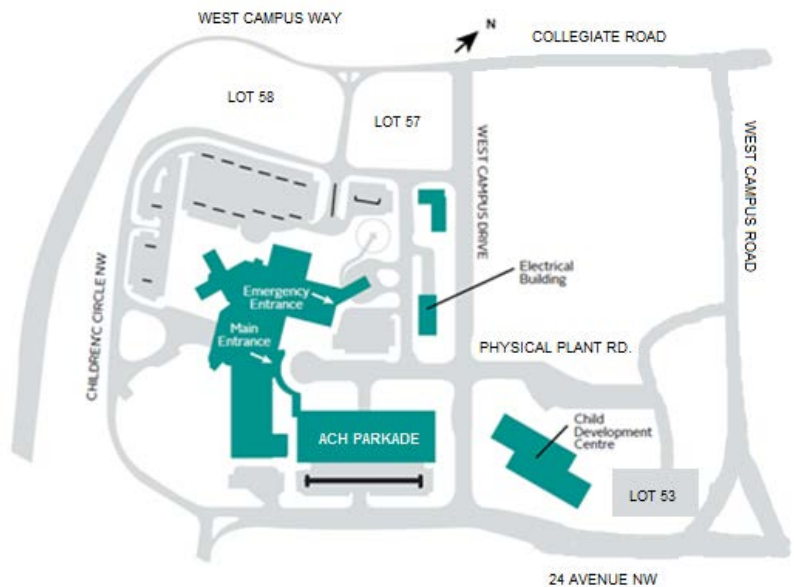 WEST CAMPUS WAY
N
COLLEGIATE ROAD
LOT 58
LOT 57
WEST CAMPUS DRIVE
WEST CAMPUS ROAD
CHILDREN'C CIRCLE NW
Emergency
Entrance
Main
Entrance
Electrical
Building
PHYSICAL PLANT RD.
ACH PARKADE
Child
Development
Centre
LOT 53
24 AVENUE NW